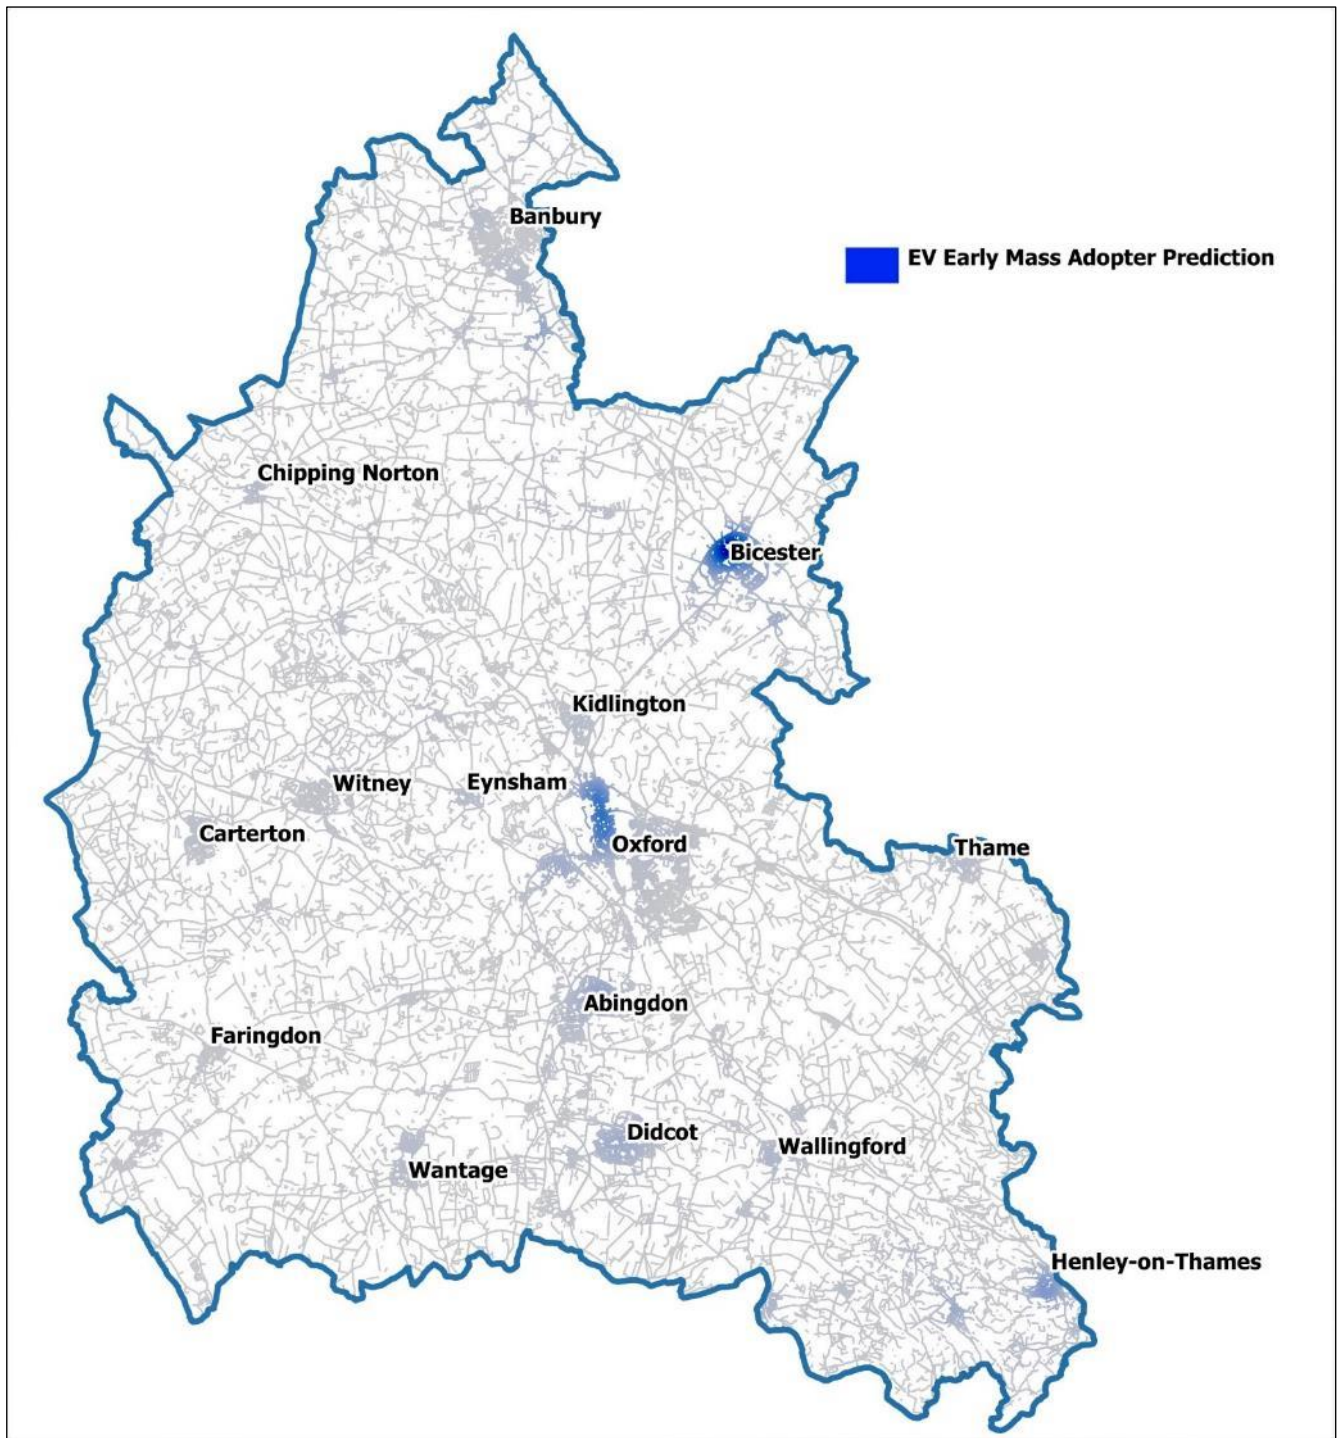 Banbury
EV Early Mass Adopter Prediction
Chipping Norton
Bicester
Kidlington
Witney
Eynsham
Carterton
Oxford
Thame
Abingdon
Faringdon
Didcot
Wallingford
Wantage
Henley-on-Thames